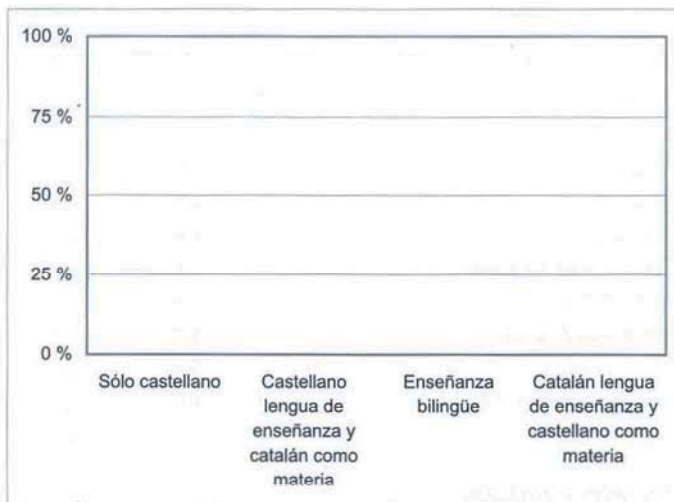 100 %
75 %
50 %
25 %
0 %
Sólo castellano
Castellano
lengua de
enseñanza y
catalán como
materia
Enseñanza
bilingüe
Catalán lengua
de enseñanza y
castellano como
materia